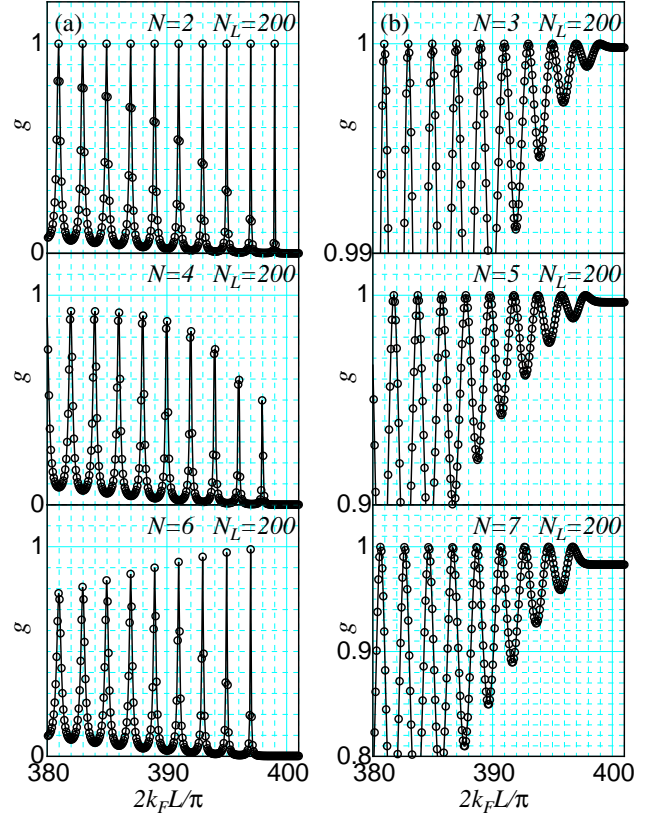 (a) N=2 N_L=200
1
g
0
N=4 N_L=200
1
g
0
N=6 N_L=200
1
g
0
380 390 400
2k_FL/π
(b) N=3 N_L=200
1
g
0.99
N=5 N_L=200
1
g
0.9
N=7 N_L=200
1
g
0.9
0.8
380 390 400
2k_FL/π